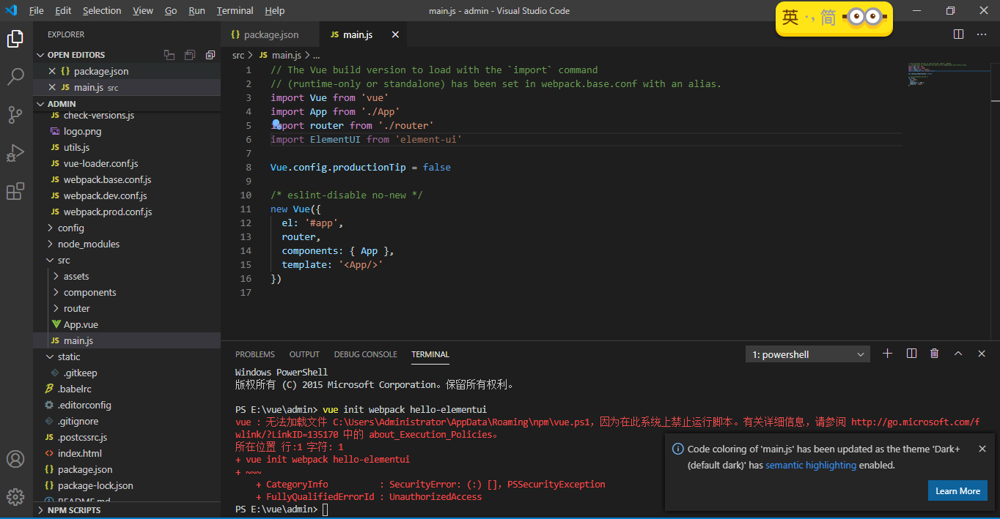 File Edit Selection View Go Run Terminal Help
main.js - admin - Visual Studio Code
英 ·, 简
EXPLORER
OPEN EDITORS
{} package.json
JS main.js src
ADMIN
JS check-versions.js
logo.png
JS utils.js
JS vue-loader.conf.js
JS webpack.base.conf.js
JS webpack.dev.conf.js
JS webpack.prod.conf.js
config
node_modules
src
assets
components
router
App.vue
JS main.js
static
.gitkeep
.babelrc
.editorconfig
.gitignore
JS .postcssrc.js
<> index.html
{} package.json
{} package-lock.json
README.md
NPM SCRIPTS
{} package.json
JS main.js
src > JS main.js > ...
1 // The Vue build version to load with the `import` command
2 // (runtime-only or standalone) has been set in webpack.base.conf with an alias.
3 import Vue from 'vue'
4 import App from './App'
5 import router from './router'
6 import ElementUI from 'element-ui'
7
8 Vue.config.productionTip = false
9
10 /* eslint-disable no-new */
11 new Vue({
12 el: '#app',
13 router,
14 components: { App },
15 template: '<App/>'
16 })
17
PROBLEMS OUTPUT DEBUG CONSOLE TERMINAL
1: powershell
Windows PowerShell
版权所有 (C) 2015 Microsoft Corporation。保留所有权利。
PS E:\vue\admin> vue init webpack hello-elementui
vue : 无法加载文件 C:\Users\Administrator\AppData\Roaming\npm\vue.ps1，因为在此系统上禁止运行脚本。有关详细信息，请参阅 http://go.microsoft.com/f
wlink/?LinkID=135170 中的 about_Execution_Policies。
所在位置 行:1 字符: 1
+ vue init webpack hello-elementui
+ ~~~
+ CategoryInfo : SecurityError: (:) []，PSSecurityException
+ FullyQualifiedErrorId : UnauthorizedAccess
PS E:\vue\admin>
Code coloring of 'main.js' has been updated as the theme 'Dark+
(default dark)' has semantic highlighting enabled.
Learn More